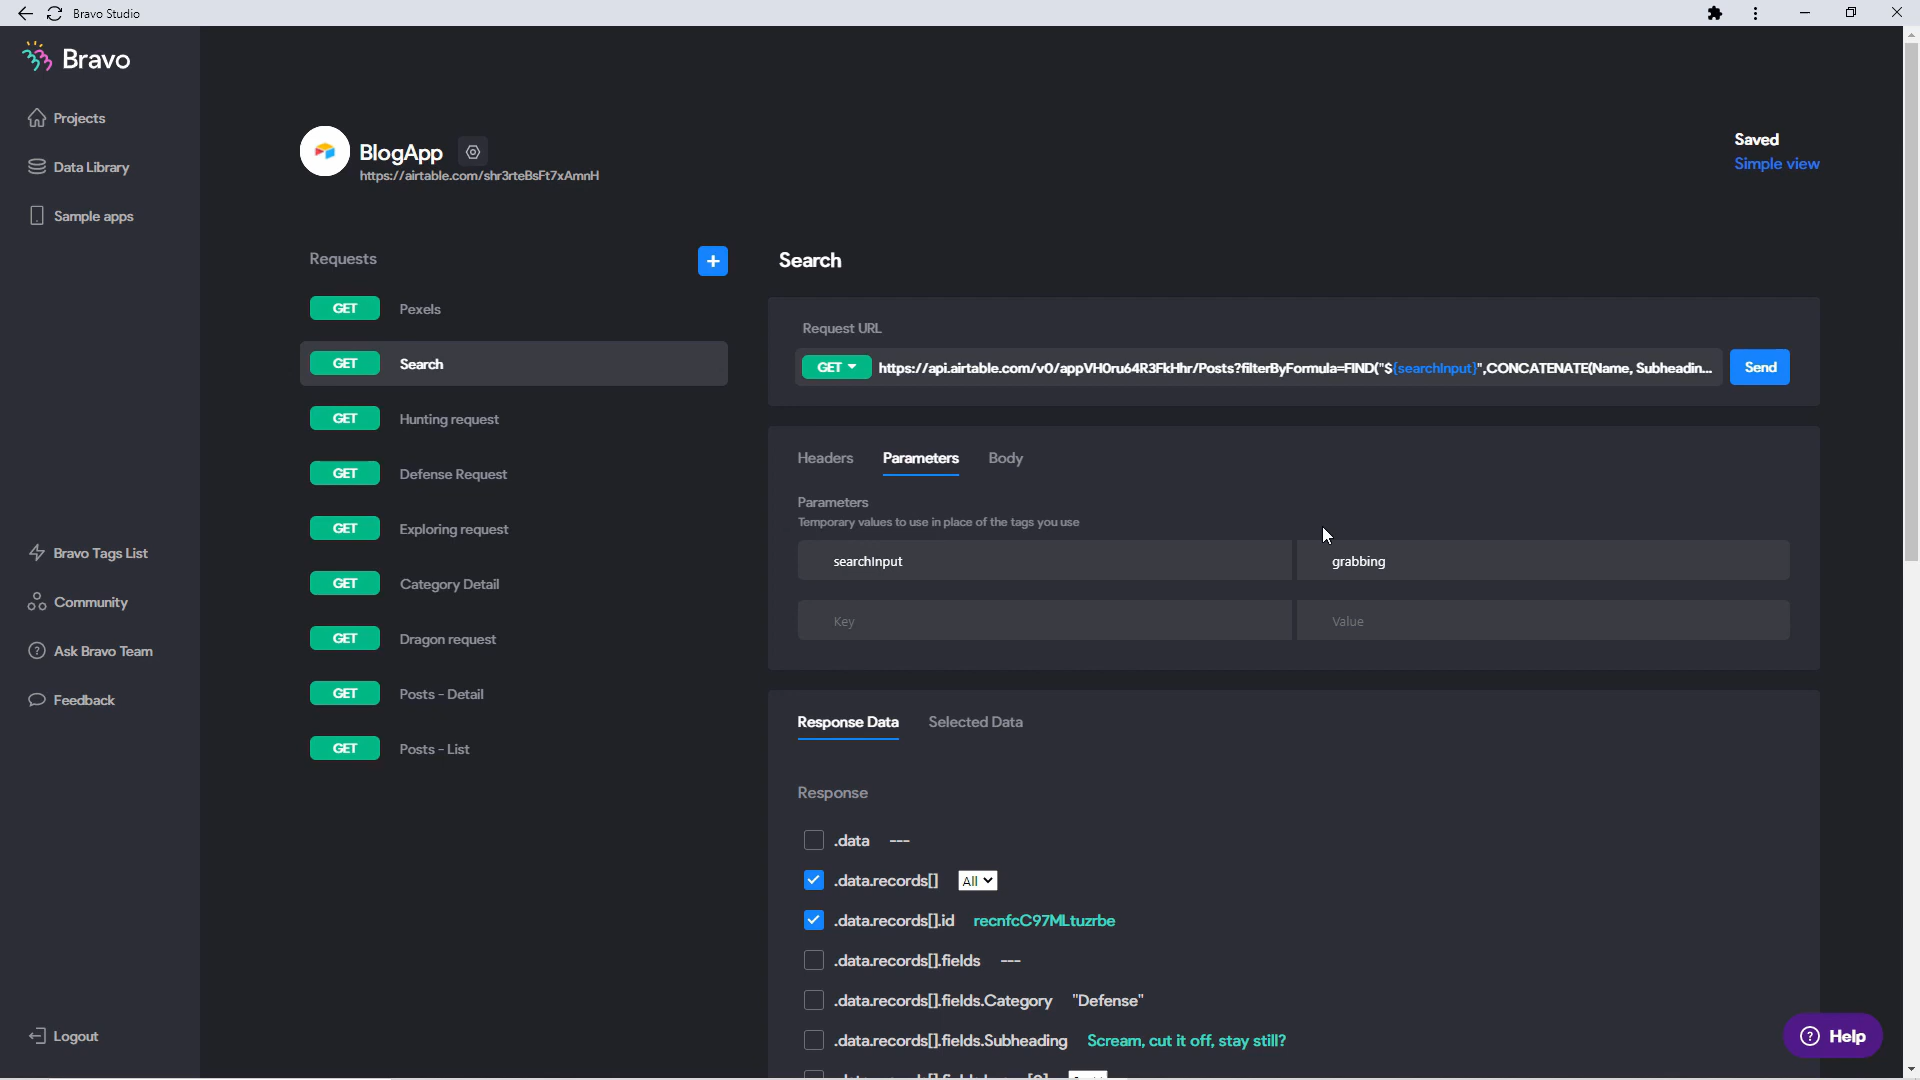 Bravo Studio
Bravo
Projects
Data Library
Sample apps
Bravo Tags List
Community
Ask Bravo Team
Feedback
Logout
BlogApp
https://airtable.com/shr3rteBsFt7xAmnH
Saved
Simple view
Requests
+
GET Pexels
GET Search
GET Hunting request
GET Defense Request
GET Exploring request
GET Category Detail
GET Dragon request
GET Posts - Detail
GET Posts - List
Search
Request URL
GET https://api.airtable.com/v0/appVH0ru64R3FkHhr/Posts?filterByFormula=FIND("${searchInput}",CONCATENATE(Name, Subheadin... Send
Headers Parameters Body
Parameters
Temporary values to use in place of the tags you use
searchInput grabbing
Key Value
Response Data Selected Data
Response
.data ---
.data.records[] All
.data.records[].id recnfcC97MLtuzrbe
.data.records[].fields ---
.data.records[].fields.Category "Defense"
.data.records[].fields.Subheading Scream, cut it off, stay still?
Help